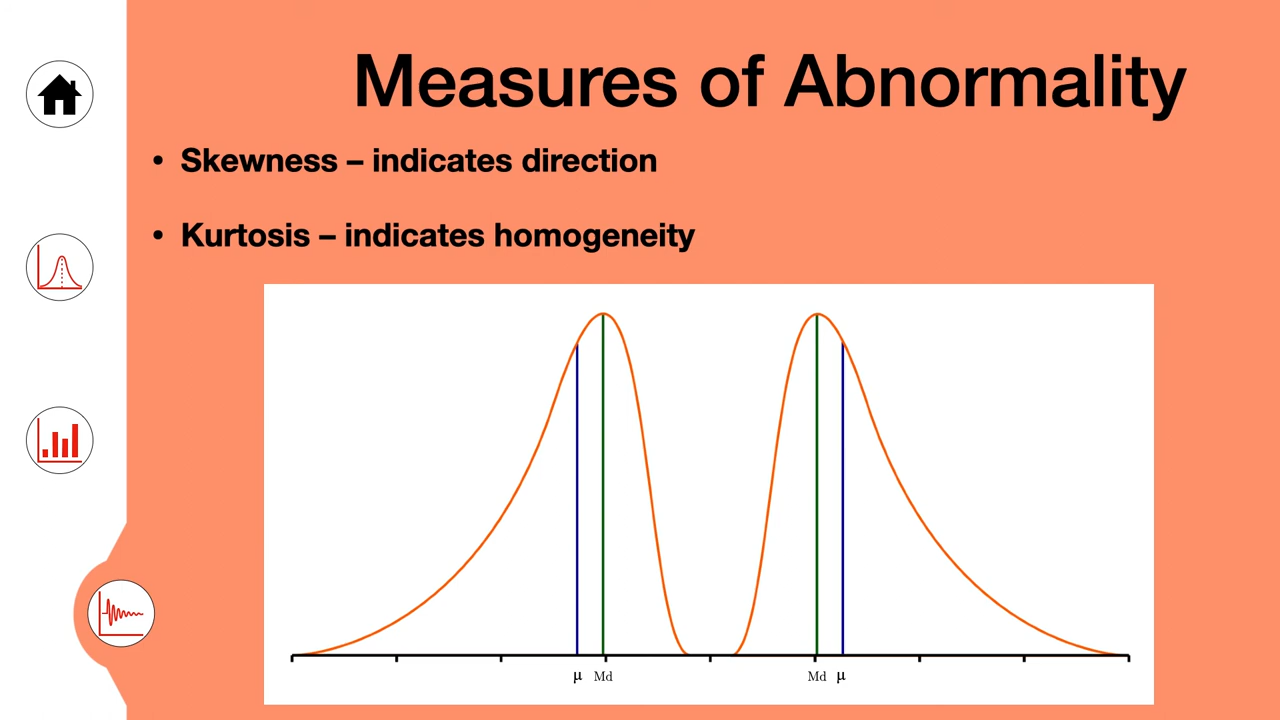 Measures of Abnormality
• Skewness – indicates direction
• Kurtosis – indicates homogeneity
μ Md Md μ